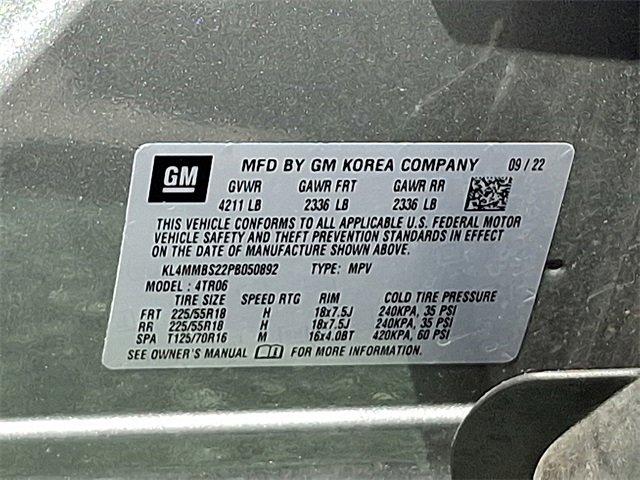 GM MFD BY GM KOREA COMPANY 09/22
GVWR GAWR FRT GAWR RR
4211 LB 2336 LB 2336 LB
THIS VEHICLE CONFORMS TO ALL APPLICABLE U.S. FEDERAL MOTOR
VEHICLE SAFETY AND THEFT PREVENTION STANDARDS IN EFFECT
ON THE DATE OF MANUFACTURE SHOWN ABOVE.
KL4MMBS22PB050892 TYPE: MPV
MODEL: 4TR06
TIRE SIZE SPEED RTG RIM COLD TIRE PRESSURE
FRT 225/55R18 H 18x7.5J 240KPA, 35 PSI
RR 225/55R18 H 18x7.5J 240KPA, 35 PSI
SPA T125/70R16 M 16x4.0BT 420KPA, 60 PSI
SEE OWNER'S MANUAL FOR MORE INFORMATION.